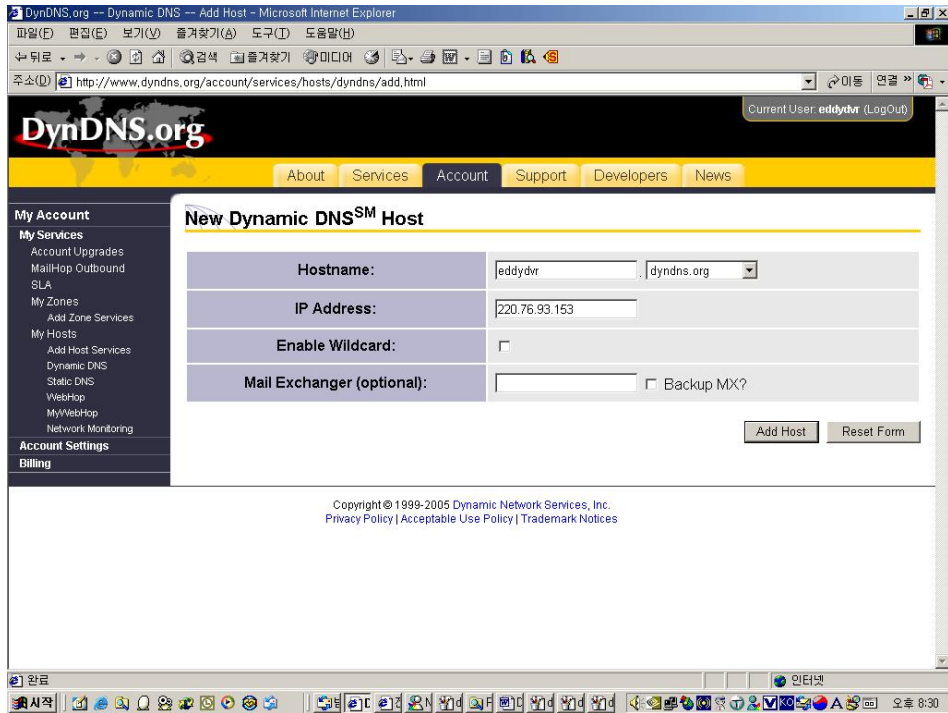 DynDNS.org -- Dynamic DNS -- Add Host - Microsoft Internet Explorer
파일(F) 편집(E) 보기(V) 즐겨찾기(A) 도구(T) 도움말(H)
뒤로 검색 즐겨찾기 미디어
주소(D) http://www.dyndns.org/account/services/hosts/dyndns/add.html 이동 연결 »
DynDNS.org
Current User: eddydvr (LogOut)
About Services Account Support Developers News
My Account
My Services
Account Upgrades
MailHop Outbound
SLA
My Zones
Add Zone Services
My Hosts
Add Host Services
Dynamic DNS
Static DNS
WebHop
MyWebHop
Network Monitoring
Account Settings
Billing
New Dynamic DNS SM Host
Hostname: eddydvr . dyndns.org
IP Address: 220.76.93.153
Enable Wildcard:
Mail Exchanger (optional): Backup MX?
Add Host Reset Form
Copyright © 1999-2005 Dynamic Network Services, Inc.
Privacy Policy | Acceptable Use Policy | Trademark Notices
완료 인터넷
시작 오후 8:30